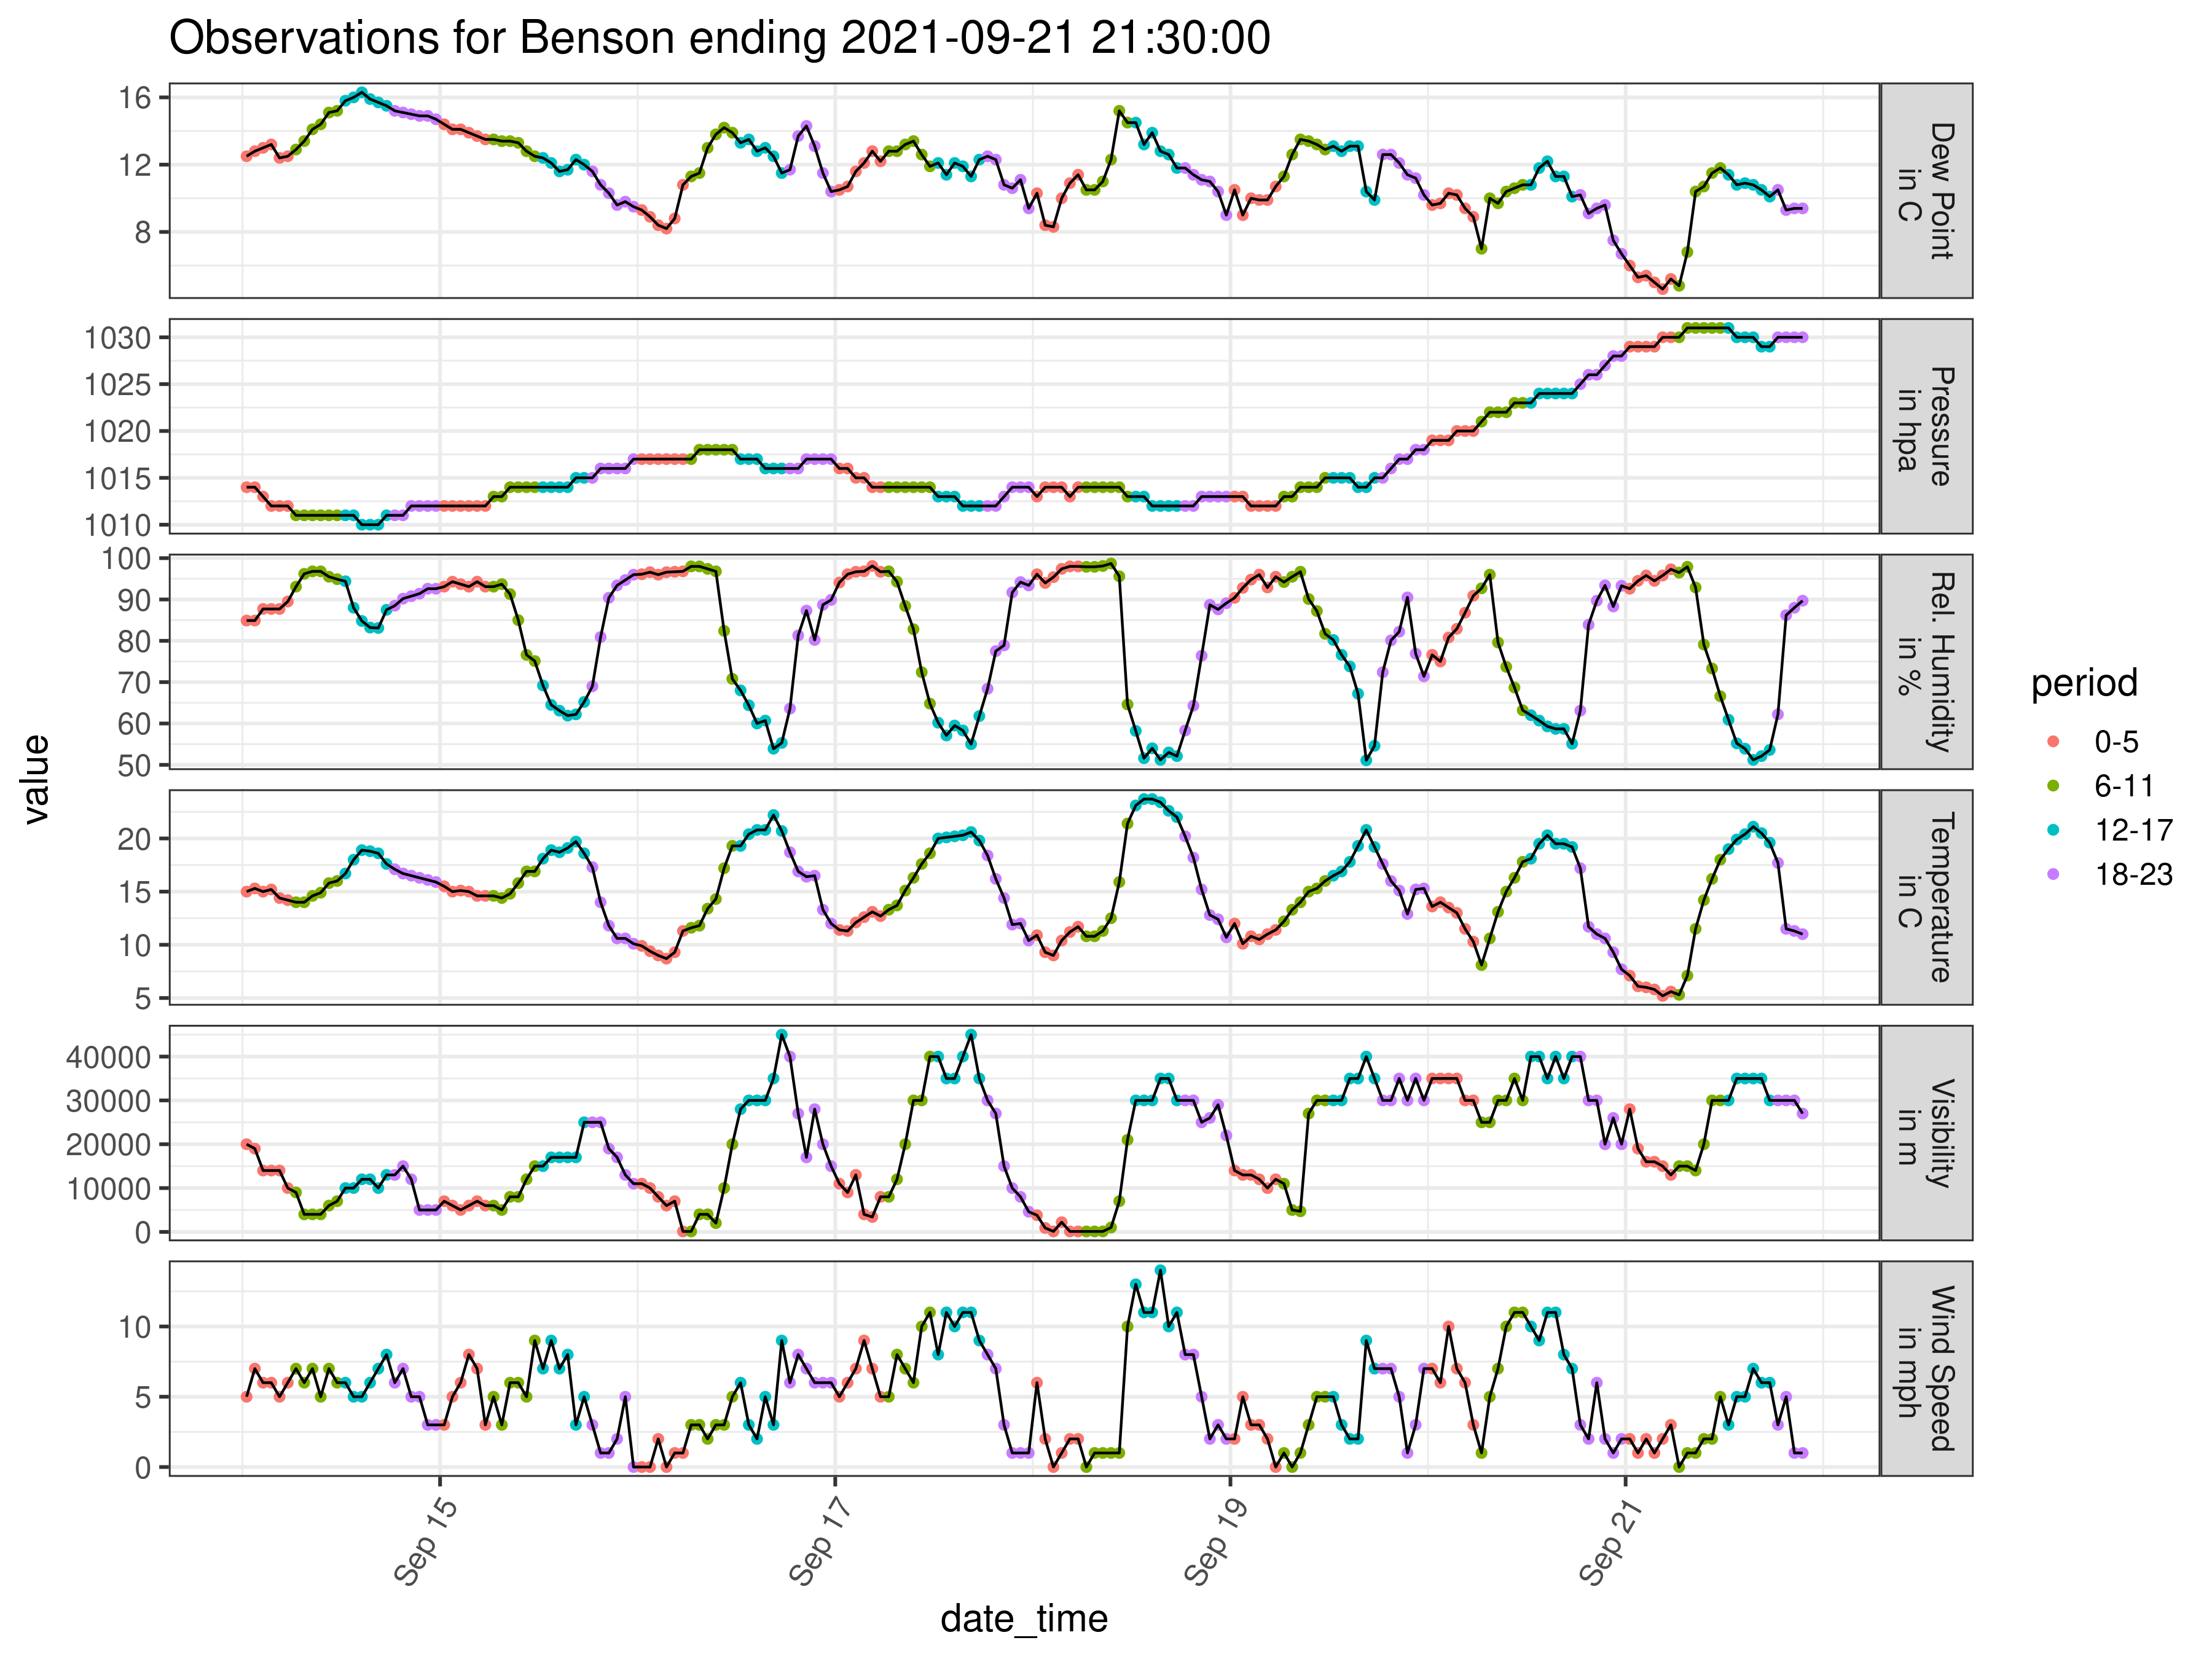 Observations for Benson ending 2021-09-21 21:30:00
value
16
12
8
Dew Point
in C
1030
1025
1020
1015
1010
Pressure
in hpa
100
90
80
70
60
50
Rel. Humidity
in %
20
15
10
5
Temperature
in C
40000
30000
20000
10000
0
Visibility
in m
10
5
0
Wind Speed
in mph
Sep 15
Sep 17
Sep 19
Sep 21
date_time
period
0-5
6-11
12-17
18-23